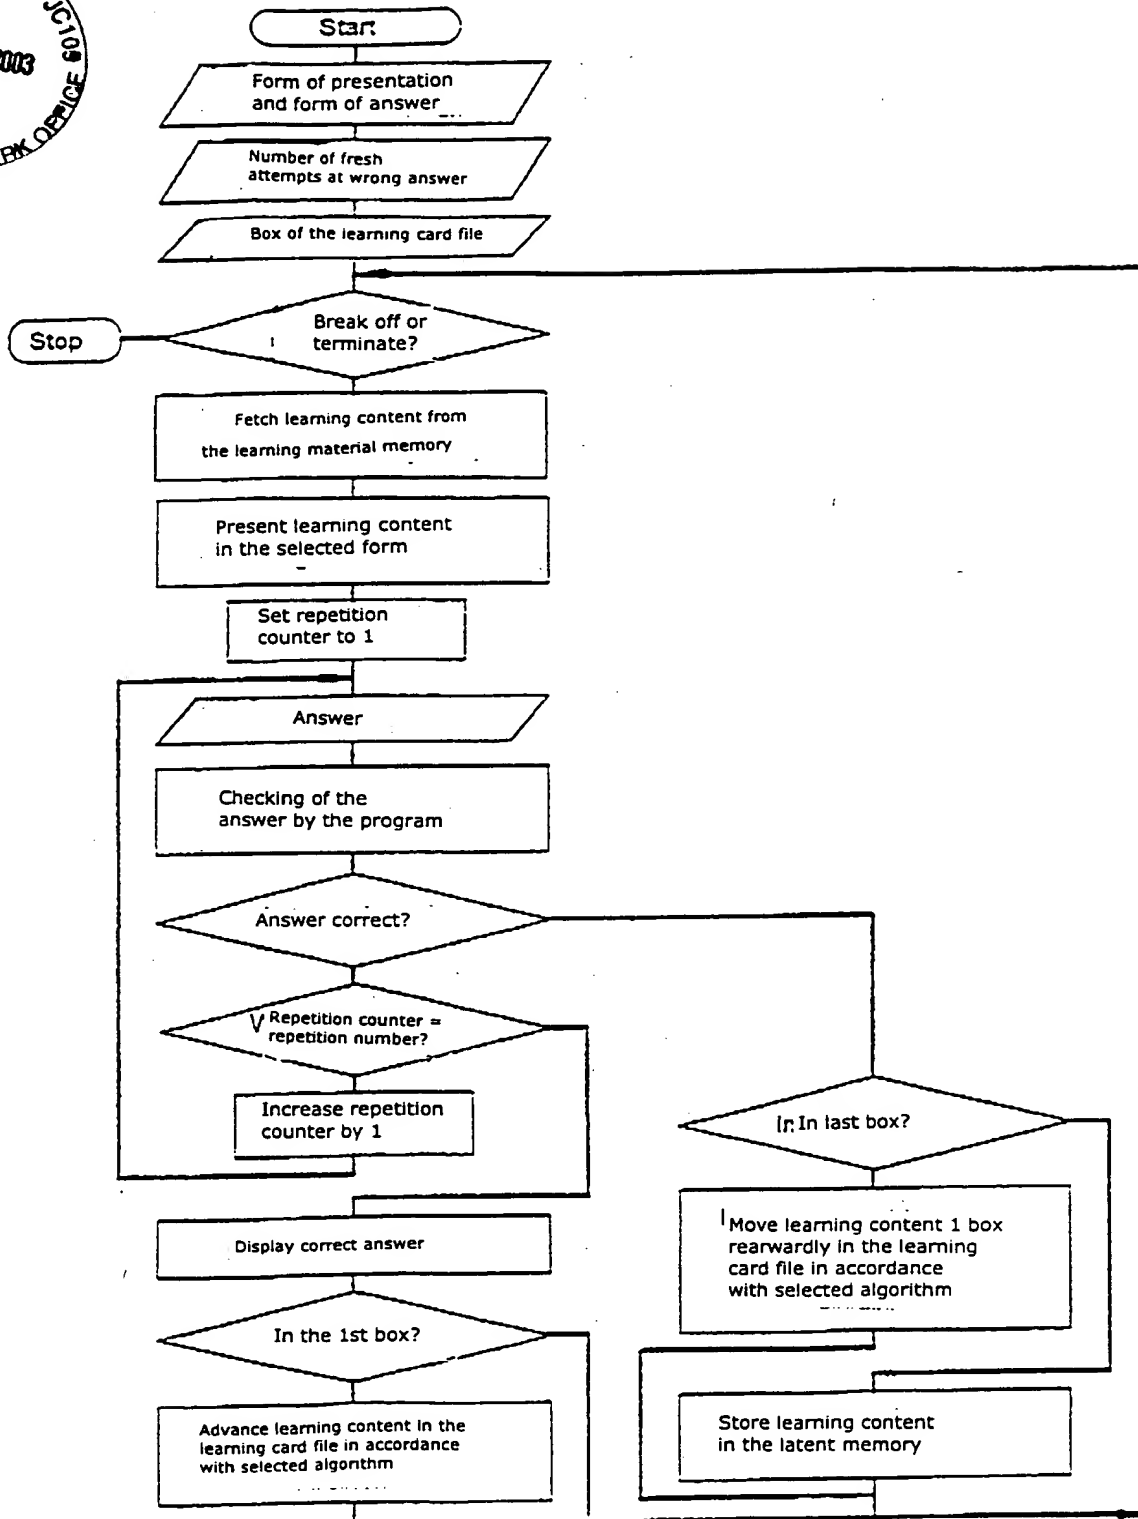 JC106
2003
RK OFFICE
Start
Form of presentation
and form of answer
Number of fresh
attempts at wrong answer
Box of the learning card file
Break off or
terminate?
Stop
Fetch learning content from
the learning material memory
Present learning content
in the selected form
Set repetition
counter to 1
Answer
Checking of the
answer by the program
Answer correct?
V Repetition counter =
repetition number?
Increase repetition
counter by 1
In last box?
Move learning content 1 box
rearwardly in the learning
card file in accordance
with selected algorithm
Display correct answer
In the 1st box?
Advance learning content in the
learning card file in accordance
with selected algorithm
Store learning content
in the latent memory